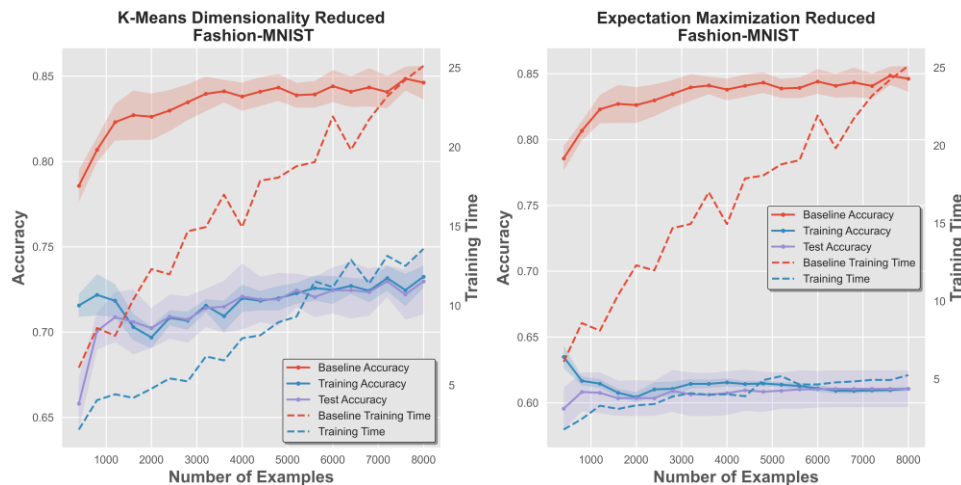 K-Means Dimensionality Reduced
Fashion-MNIST
Accuracy
0.85
0.80
0.75
0.70
0.65
25
20
15
10
5
Training Time
Baseline Accuracy
Training Accuracy
Test Accuracy
Baseline Training Time
Training Time
1000 2000 3000 4000 5000 6000 7000 8000
Number of Examples
Expectation Maximization Reduced
Fashion-MNIST
Accuracy
0.85
0.80
0.75
0.70
0.65
0.60
25
20
15
10
5
Training Time
Baseline Accuracy
Training Accuracy
Test Accuracy
Baseline Training Time
Training Time
1000 2000 3000 4000 5000 6000 7000 8000
Number of Examples